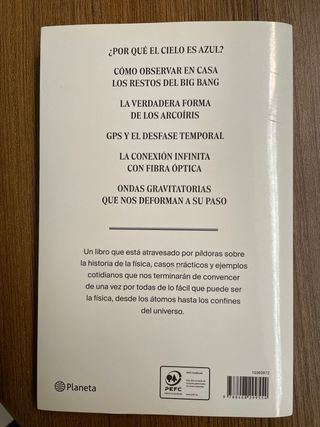 ¿POR QUÉ EL CIELO ES AZUL?
CÓMO OBSERVAR EN CASA
LOS RESTOS DEL BIG BANG
LA VERDADERA FORMA
DE LOS ARCOÍRIS
GPS Y EL DESFASE TEMPORAL
LA CONEXIÓN INFINITA
CON FIBRA ÓPTICA
ONDAS GRAVITATORIAS
QUE NOS DEFORMAN A SU PASO
Un libro que está atravesado por píldoras sobre
la historia de la física, casos prácticos y ejemplos
cotidianos que nos terminarán de convencer
de una vez por todas de lo fácil que puede ser
la física, desde los átomos hasta los confines
del universo.
Planeta
PEFC